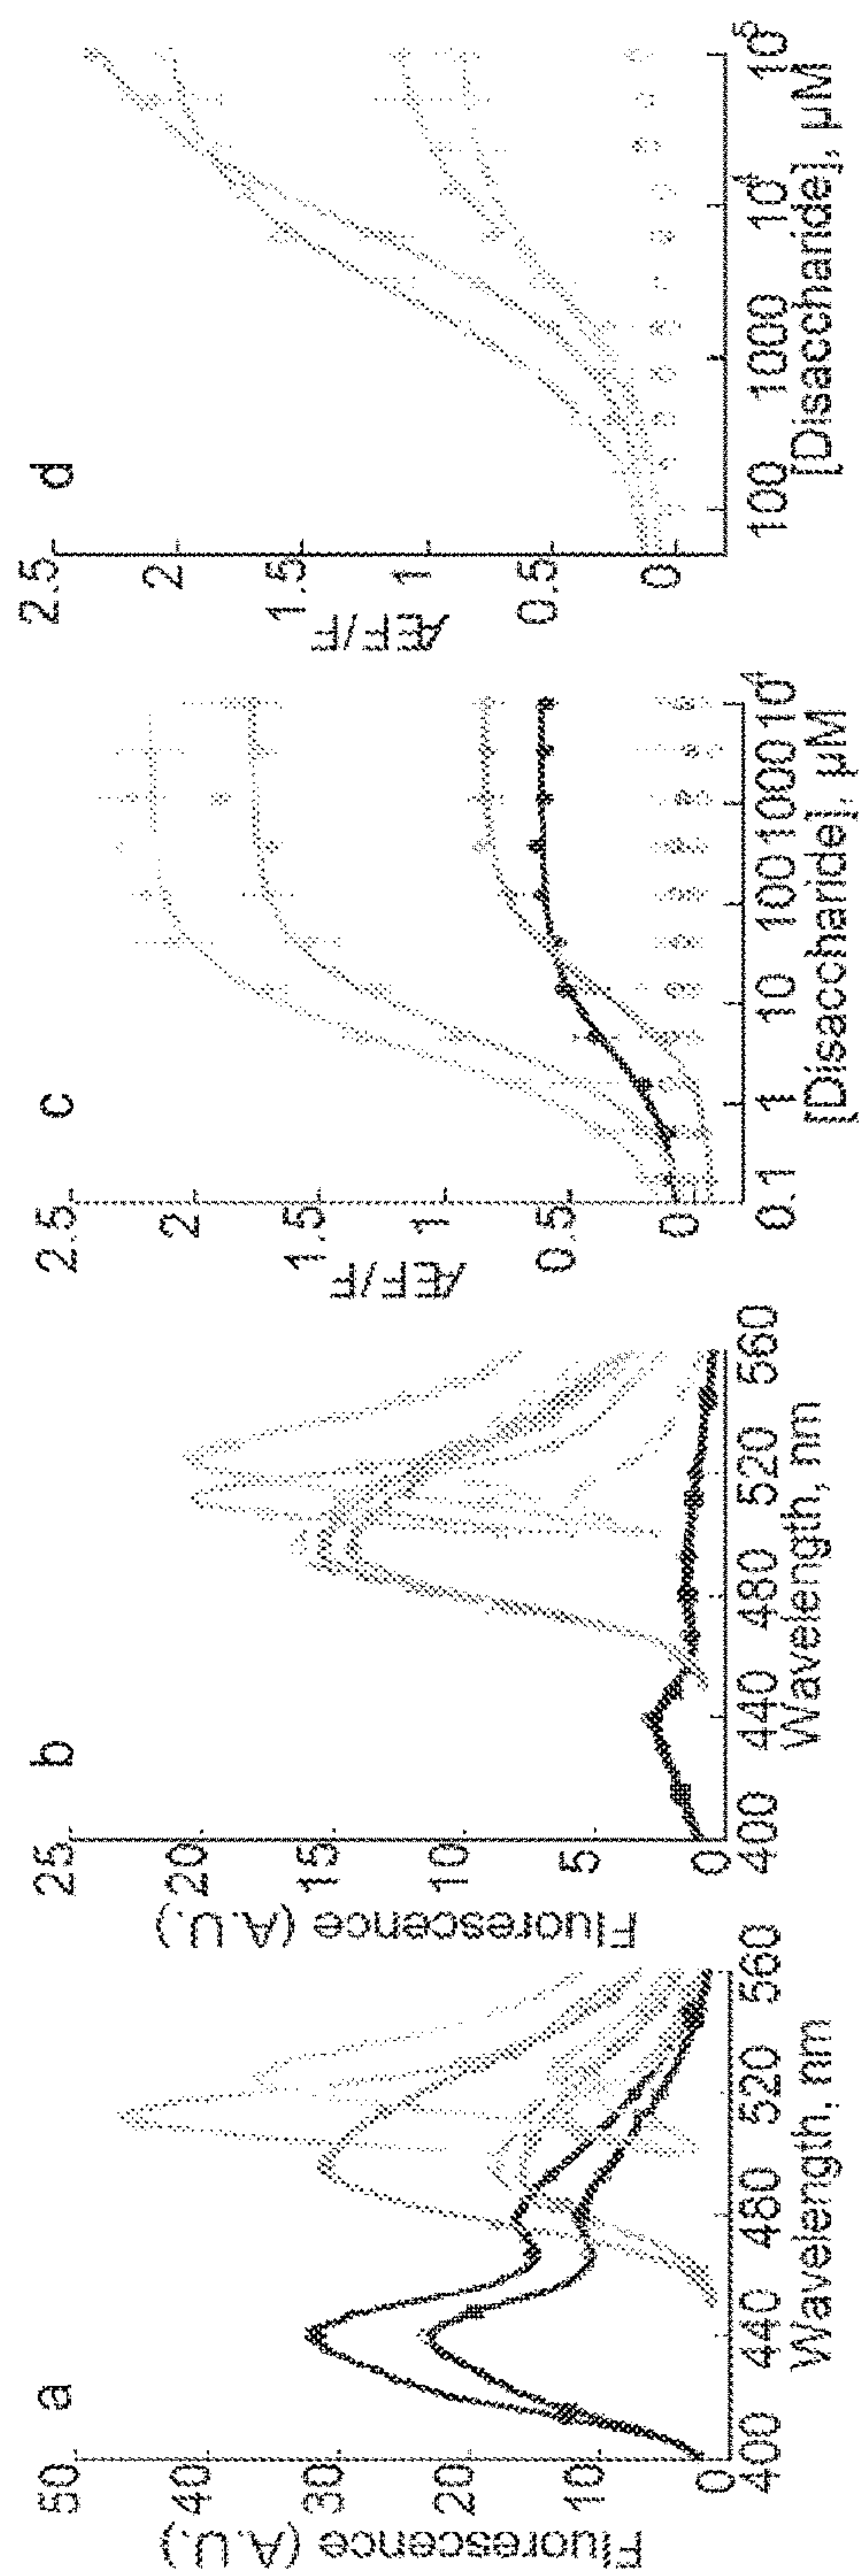 a
Fluorescence (A.U.)
50
40
30
20
10
0
400 440 480 520 560
Wavelength, nm
b
Fluorescence (A.U.)
25
20
15
10
5
0
400 440 480 520 560
Wavelength, nm
c
ÆF/F
2.5
2
1.5
1
0.5
0
0.1 1 10 100 1000 10⁴
[Disaccharide], µM
d
ÆF/F
2.5
2
1.5
1
0.5
0
100 1000 10⁴ 10⁵
[Disaccharide], µM